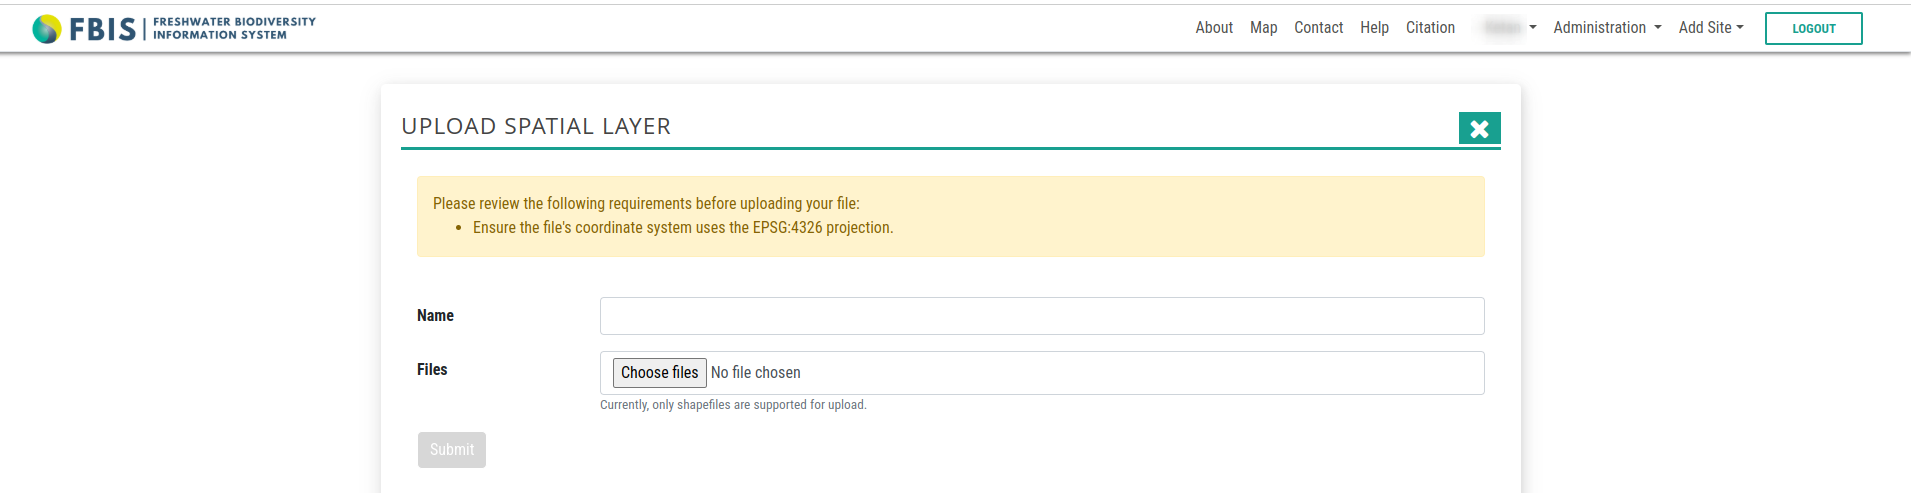 FBIS
FRESHWATER BIODIVERSITY
INFORMATION SYSTEM
About Map Contact Help Citation Administration Add Site LOGOUT
UPLOAD SPATIAL LAYER
Please review the following requirements before uploading your file:
• Ensure the file's coordinate system uses the EPSG:4326 projection.
Name
Files
Choose files No file chosen
Currently, only shapefiles are supported for upload.
Submit